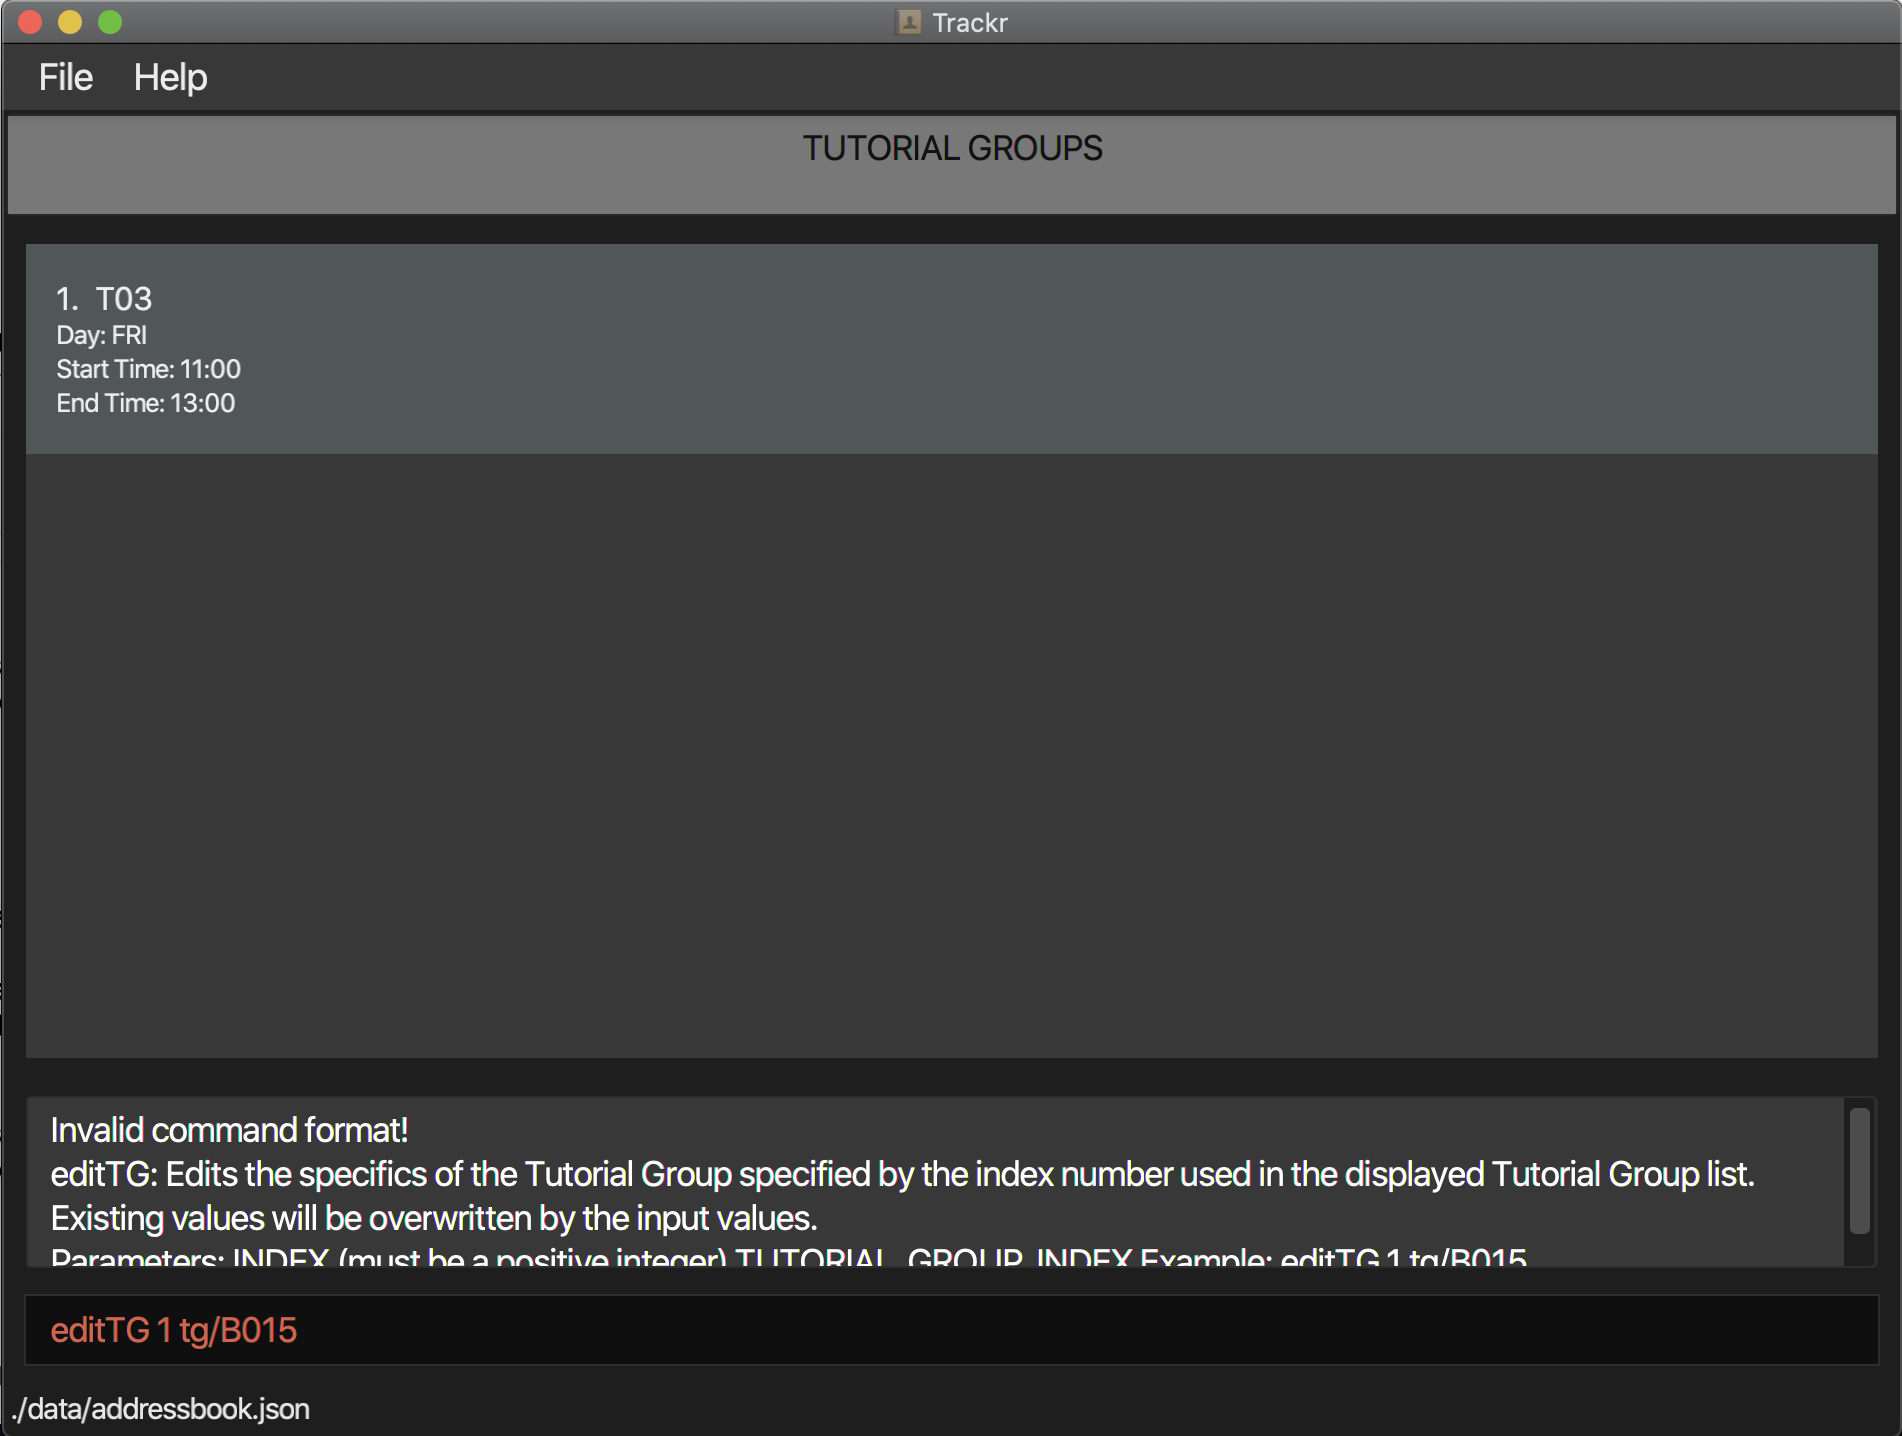 Trackr
File Help
TUTORIAL GROUPS
1. T03
Day: FRI
Start Time: 11:00
End Time: 13:00
Invalid command format!
editTG: Edits the specifics of the Tutorial Group specified by the index number used in the displayed Tutorial Group list.
Existing values will be overwritten by the input values.
Parameters: INDEX (must be a positive integer) TUTORIAL_GROUP_INDEX Example: editTG 1 tg/B015
editTG 1 tg/B015
./data/addressbook.json